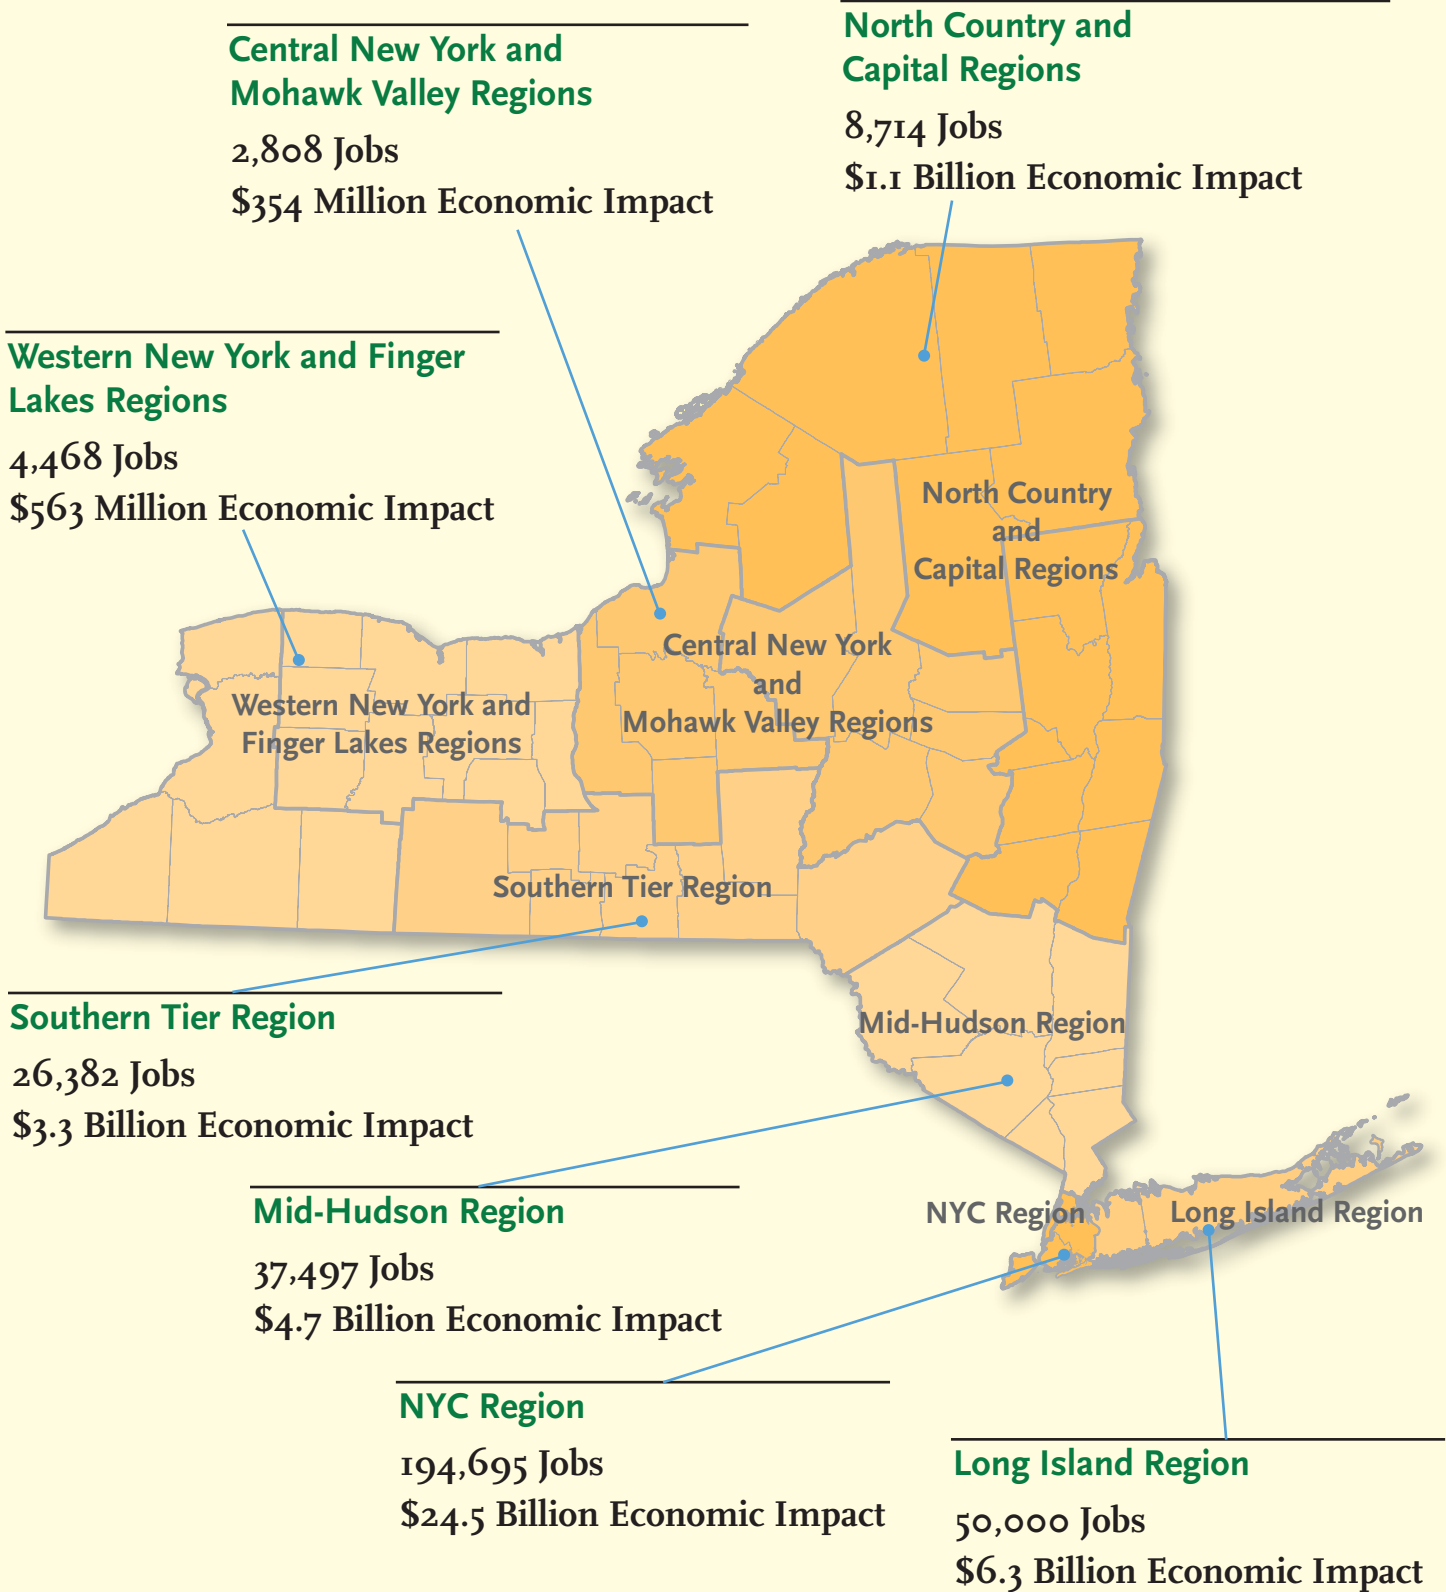 North Country and
Capital Regions
8,714 Jobs
$1.1 Billion Economic Impact
Central New York and
Mohawk Valley Regions
2,808 Jobs
$354 Million Economic Impact
Western New York and Finger
Lakes Regions
4,468 Jobs
$563 Million Economic Impact
North Country
and
Capital Regions
Central New York
and
Mohawk Valley Regions
Western New York and
Finger Lakes Regions
Southern Tier Region
Mid-Hudson Region
NYC Region
Long Island Region
Southern Tier Region
26,382 Jobs
$3.3 Billion Economic Impact
Mid-Hudson Region
37,497 Jobs
$4.7 Billion Economic Impact
NYC Region
194,695 Jobs
$24.5 Billion Economic Impact
Long Island Region
50,000 Jobs
$6.3 Billion Economic Impact